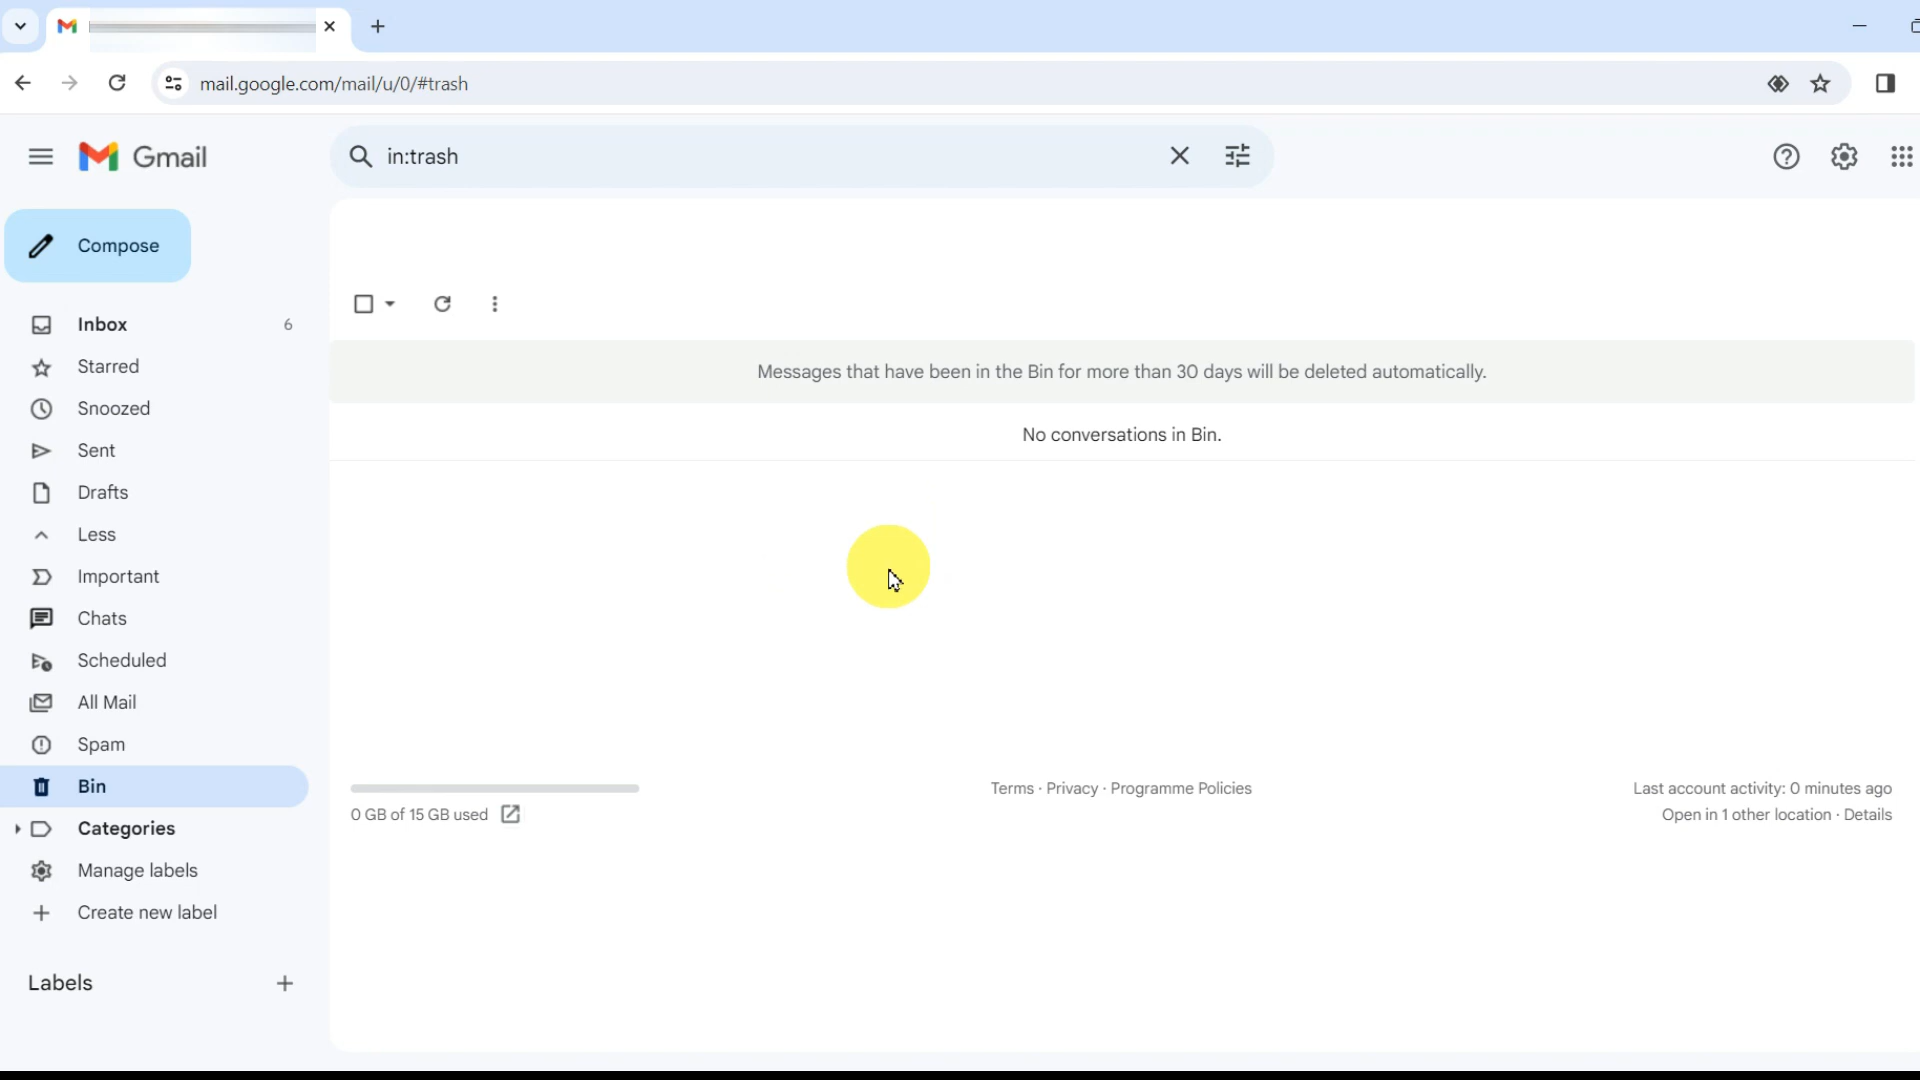 mail.google.com/mail/u/0/#trash
Gmail
in:trash
Compose
Inbox 6
Starred
Snoozed
Sent
Drafts
Less
Important
Chats
Scheduled
All Mail
Spam
Bin
Categories
Manage labels
Create new label
Labels
Messages that have been in the Bin for more than 30 days will be deleted automatically.
No conversations in Bin.
0 GB of 15 GB used
Terms · Privacy · Programme Policies
Last account activity: 0 minutes ago
Open in 1 other location · Details